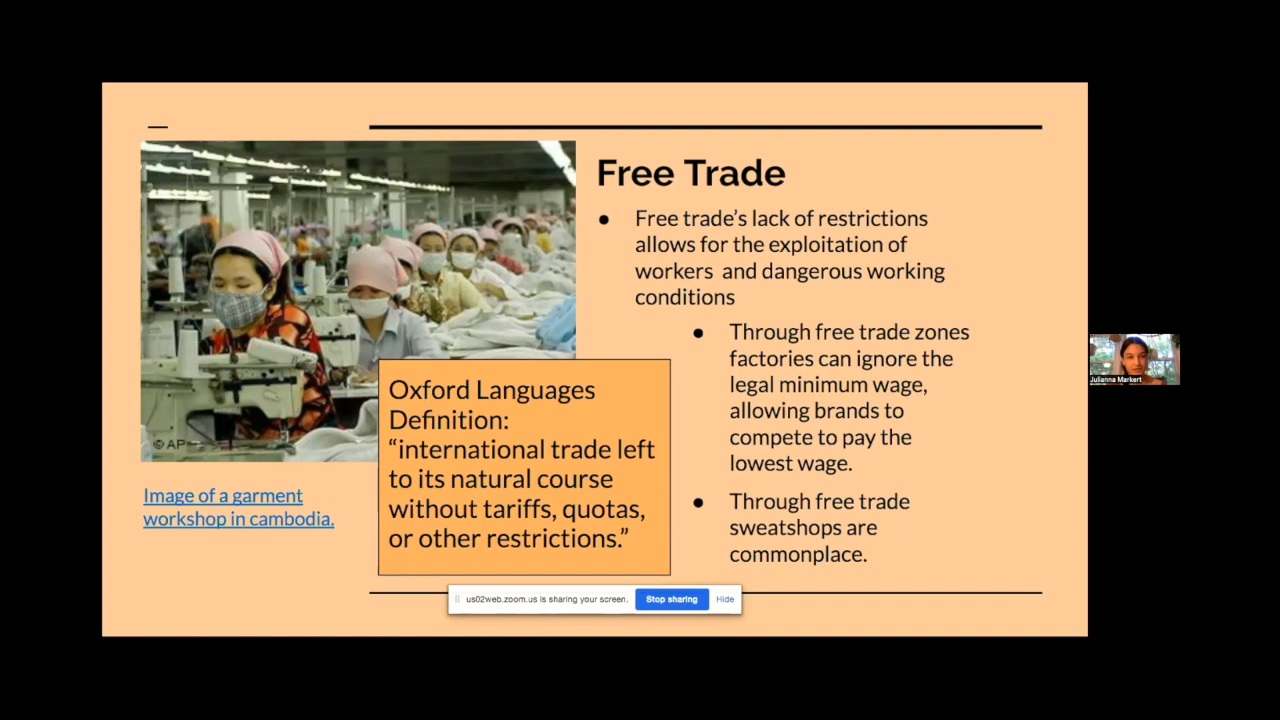 Free Trade
● Free trade’s lack of restrictions
allows for the exploitation of
workers  and dangerous working
conditions
● Through free trade zones
factories can ignore the
legal minimum wage,
allowing brands to
compete to pay the
lowest wage.
● Through free trade
sweatshops are
commonplace.
© AP
Oxford Languages
Definition:
“international trade left
to its natural course
without tariffs, quotas,
or other restrictions.”
Image of a garment
workshop in cambodia.
us02web.zoom.us is sharing your screen. Stop sharing Hide
Julianna Markert